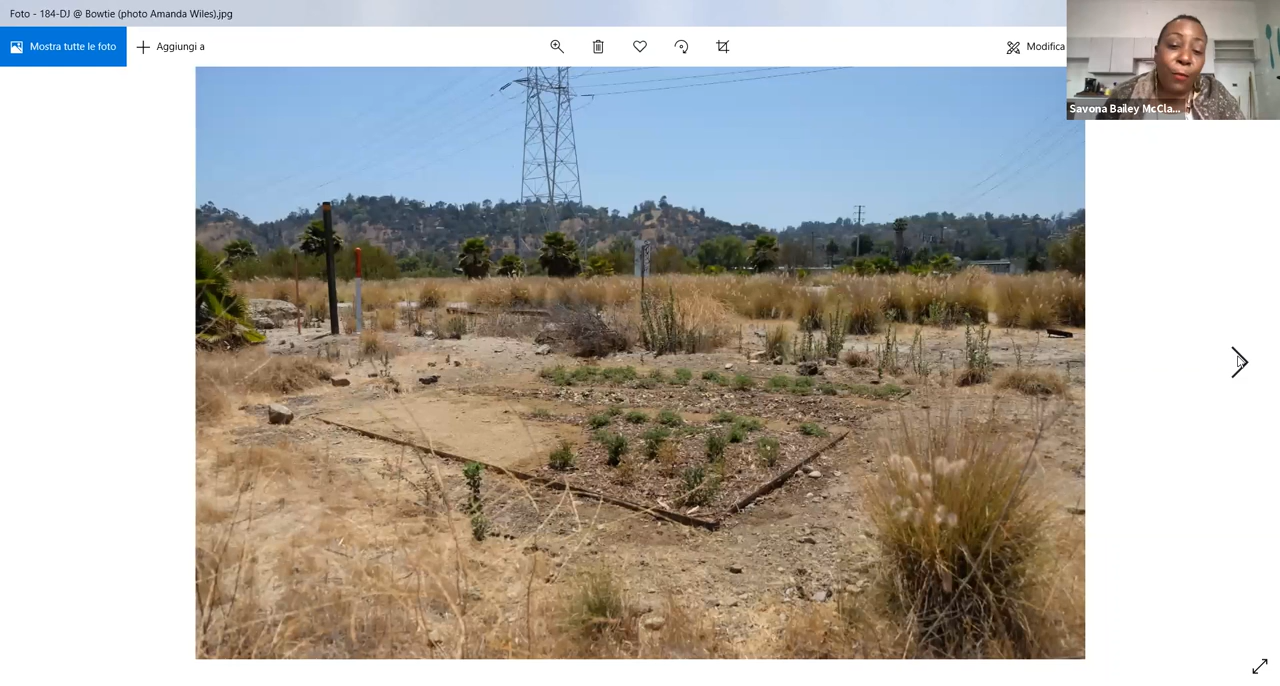 Foto - 184-DJ @ Bowtie (photo Amanda Wiles).jpg
Mostra tutte le foto
Aggiungi a
Modifica
Savona Bailey McCla...